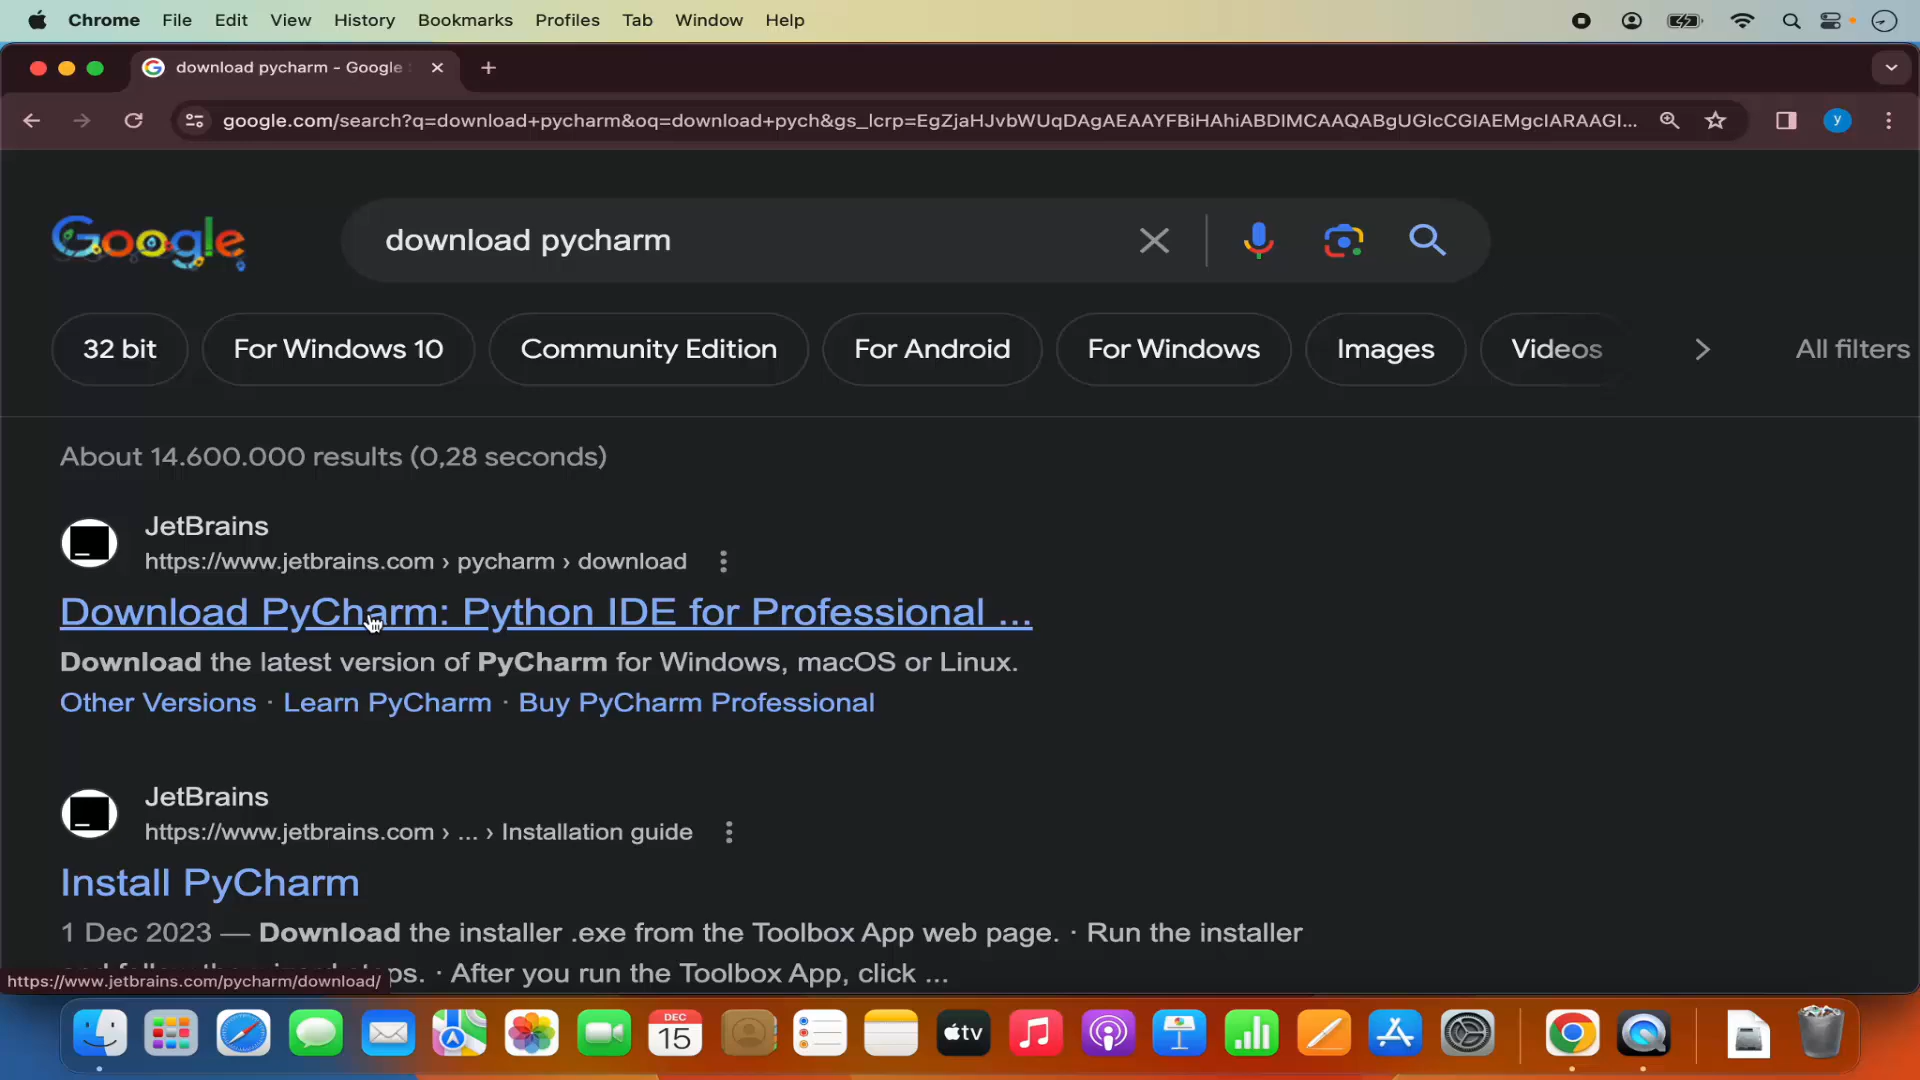 Chrome File Edit View History Bookmarks Profiles Tab Window Help
download pycharm - Google
google.com/search?q=download+pycharm&oq=download+pych&gs_lcrp=EgZjaHJvbWUqDAgAEAAYFBiHAhiABDIMCAAQABgUGIcCGIAEMgcIARAAGI...
y
Google
download pycharm
32 bit
For Windows 10
Community Edition
For Android
For Windows
Images
Videos
All filters
About 14.600.000 results (0,28 seconds)
JetBrains
https://www.jetbrains.com › pycharm › download
Download PyCharm: Python IDE for Professional ...
Download the latest version of PyCharm for Windows, macOS or Linux.
Other Versions · Learn PyCharm · Buy PyCharm Professional
JetBrains
https://www.jetbrains.com › ... › Installation guide
Install PyCharm
1 Dec 2023 — Download the installer .exe from the Toolbox App web page. · Run the installer
· After you run the Toolbox App, click ...
https://www.jetbrains.com/pycharm/download/
DEC
15
tv